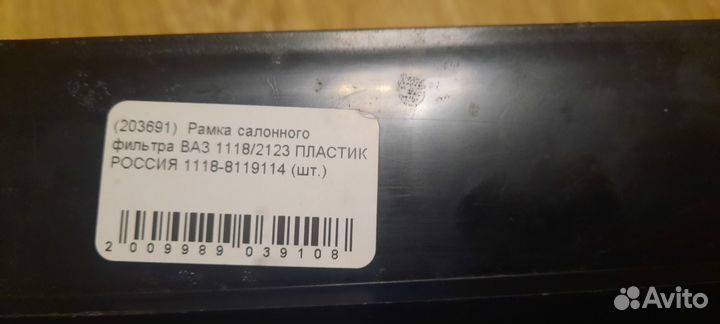 (203691) Рамка салонного
фильтра ВАЗ 1118/2123 ПЛАСТИК
РОССИЯ 1118-8119114 (шт.)
2 009989 039108
Avito